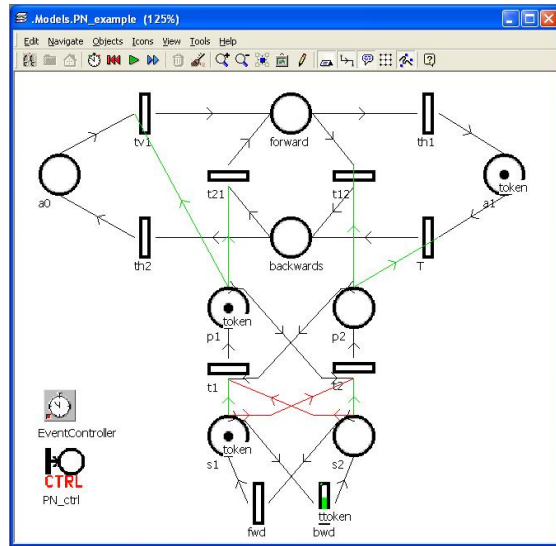 .Models.PN_example (125%)
Edit Navigate Objects Icons View Tools Help
tv1 forward th1
a0 t21 t12 token
a1
th2 backwards T
token
p1 p2
t1 t2
token
s1 s2
EventController
CTRL
PN_ctrl
ttoken
fwd bwd